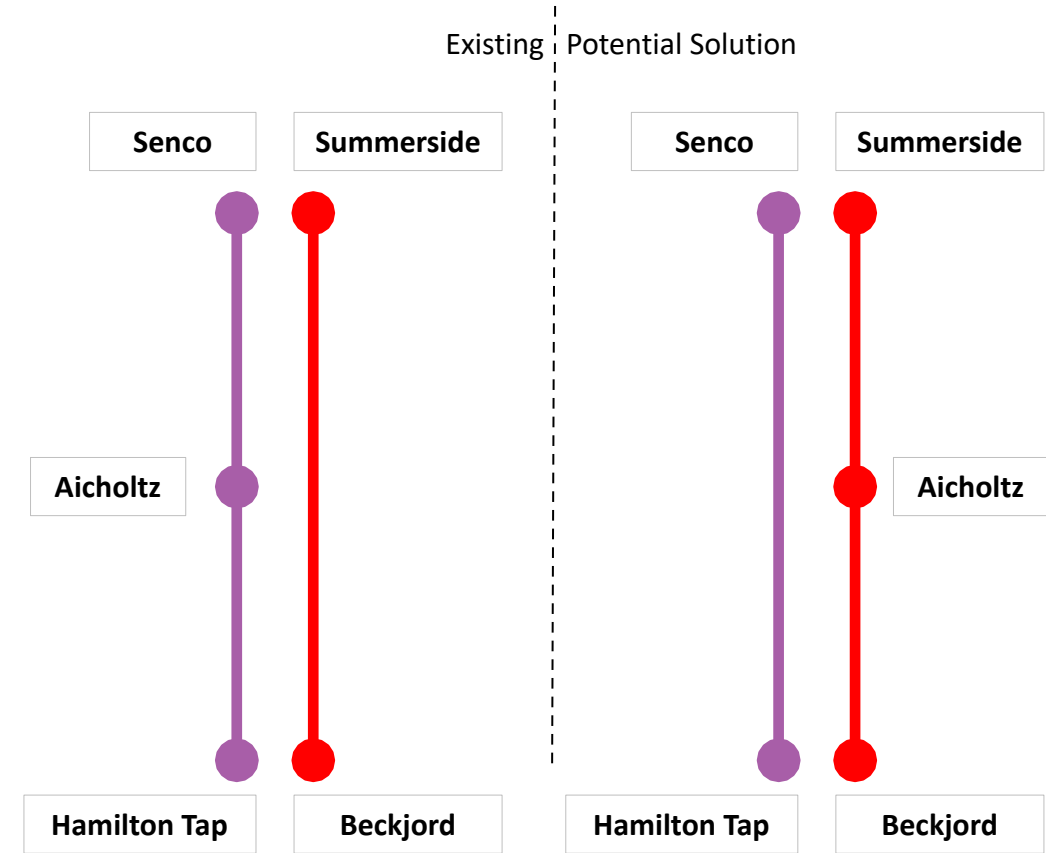 Existing
Potential Solution
Senco
Summerside
Senco
Summerside
Aicholtz
Aicholtz
Hamilton Tap
Beckjord
Hamilton Tap
Beckjord